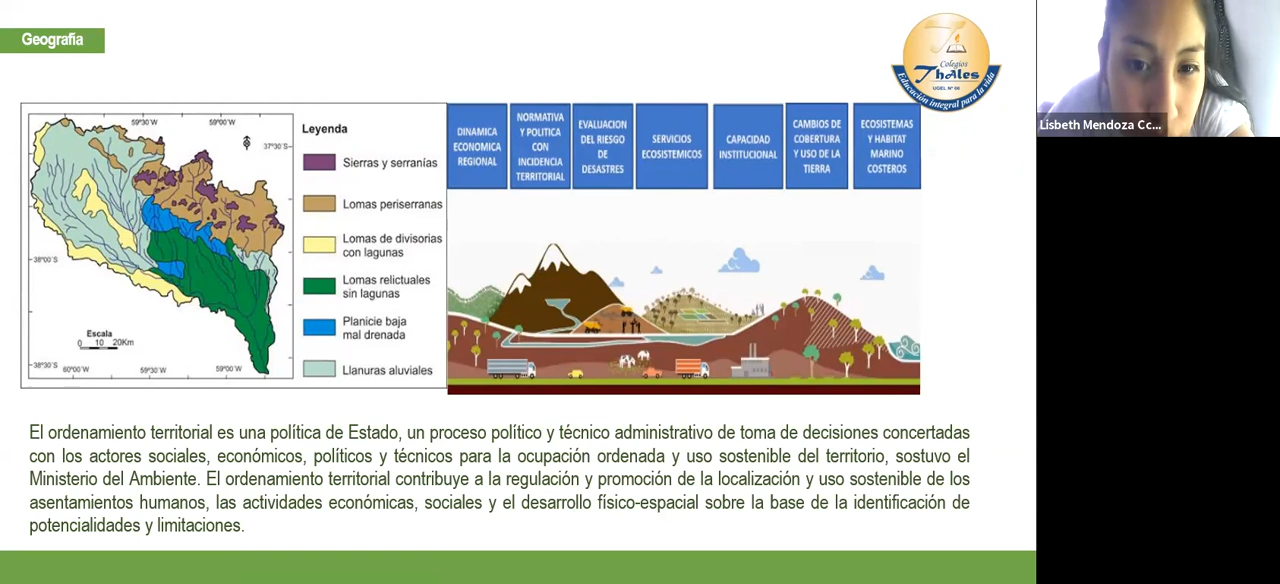 Geografía
Colegios
Thales
UGEL Nº 06
Educación integral para la vida
Lisbeth Mendoza Cc...
59°30'W
59°00'W
37°30'S
38°00'S
38°30'S
60°00'W
59°30'W
59°00'W
Escala
0 10 20Km
Leyenda
Sierras y serranías
Lomas periserranas
Lomas de divisorias
con lagunas
Lomas relictuales
sin lagunas
Planicie baja
mal drenada
Llanuras aluviales
DINAMICA
ECONOMICA
REGIONAL
NORMATIVA
Y POLITICA
CON
INCIDENCIA
TERRITORIAL
EVALUACION
DEL RIESGO
DE
DESASTRES
SERVICIOS
ECOSISTEMICOS
CAPACIDAD
INSTITUCIONAL
CAMBIOS DE
COBERTURA
Y USO DE LA
TIERRA
ECOSISTEMAS
Y HABITAT
MARINO
COSTEROS
El ordenamiento territorial es una política de Estado, un proceso político y técnico administrativo de toma de decisiones concertadas
con los actores sociales, económicos, políticos y técnicos para la ocupación ordenada y uso sostenible del territorio, sostuvo el
Ministerio del Ambiente. El ordenamiento territorial contribuye a la regulación y promoción de la localización y uso sostenible de los
asentamientos humanos, las actividades económicas, sociales y el desarrollo físico-espacial sobre la base de la identificación de
potencialidades y limitaciones.